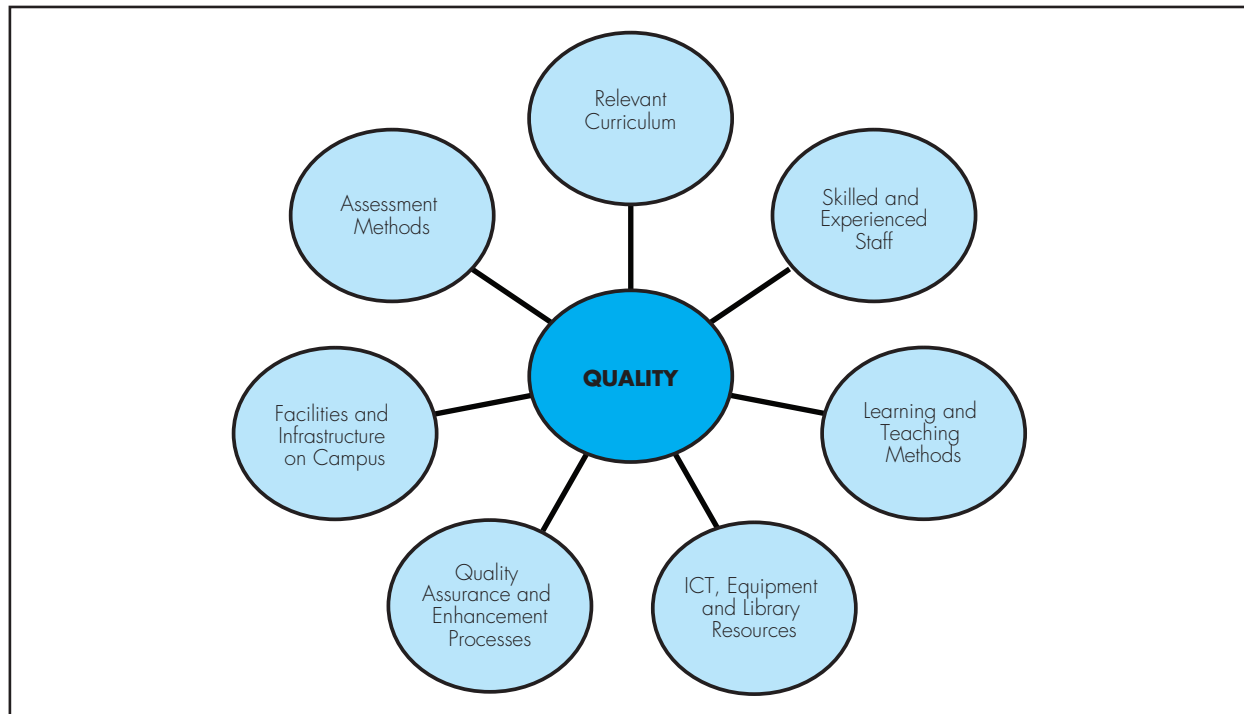 Relevant
Curriculum
Assessment
Methods
Skilled and
Experienced
Staff
QUALITY
Facilities and
Infrastructure
on Campus
Learning and
Teaching
Methods
Quality
Assurance and
Enhancement
Processes
ICT, Equipment
and Library
Resources